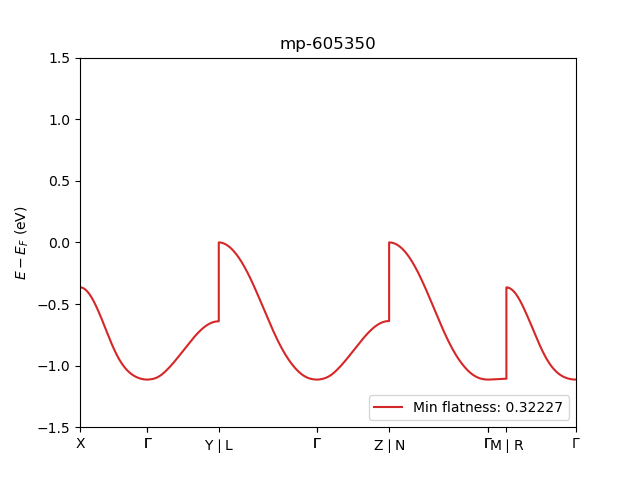 mp-605350
E − E_F (eV)
1.5
1.0
0.5
0.0
−0.5
−1.0
−1.5
Min flatness: 0.32227
X Γ Y | L Γ Z | N Γ M | R Γ